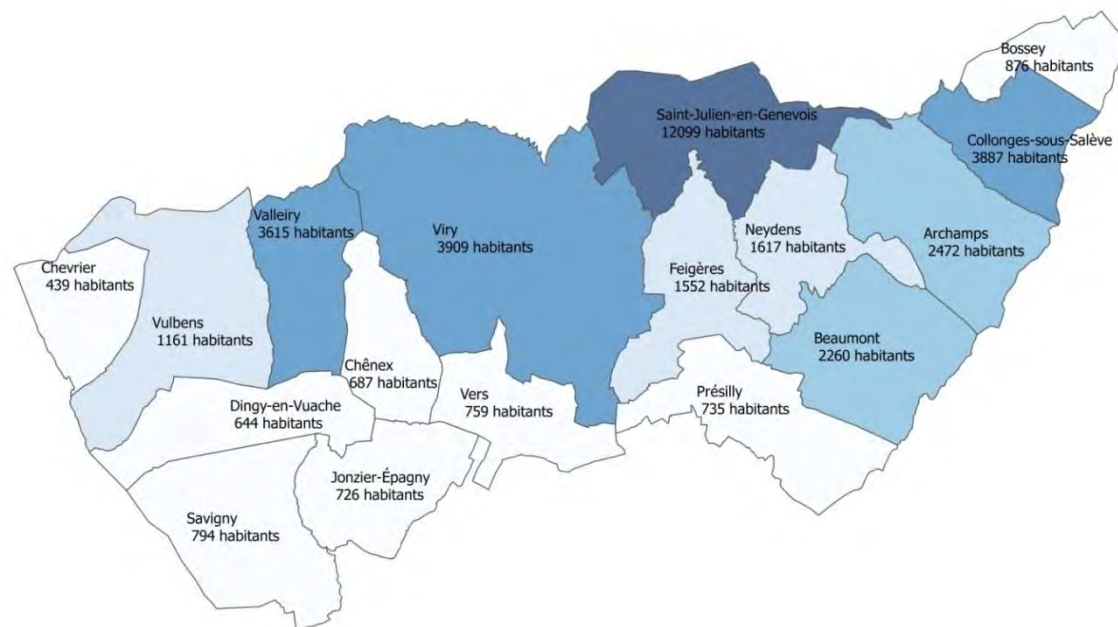 Bossey
876 habitants
Saint-Julien-en-Genevois
12099 habitants
Collonges-sous-Salève
3887 habitants
Valleiry
3615 habitants
Viry
3909 habitants
Neydens
1617 habitants
Archamps
2472 habitants
Chevrier
439 habitants
Feigères
1552 habitants
Vulbens
1161 habitants
Beaumont
2260 habitants
Chênex
687 habitants
Vers
759 habitants
Présilly
735 habitants
Dingy-en-Vuache
644 habitants
Jonzier-Épagny
726 habitants
Savigny
794 habitants